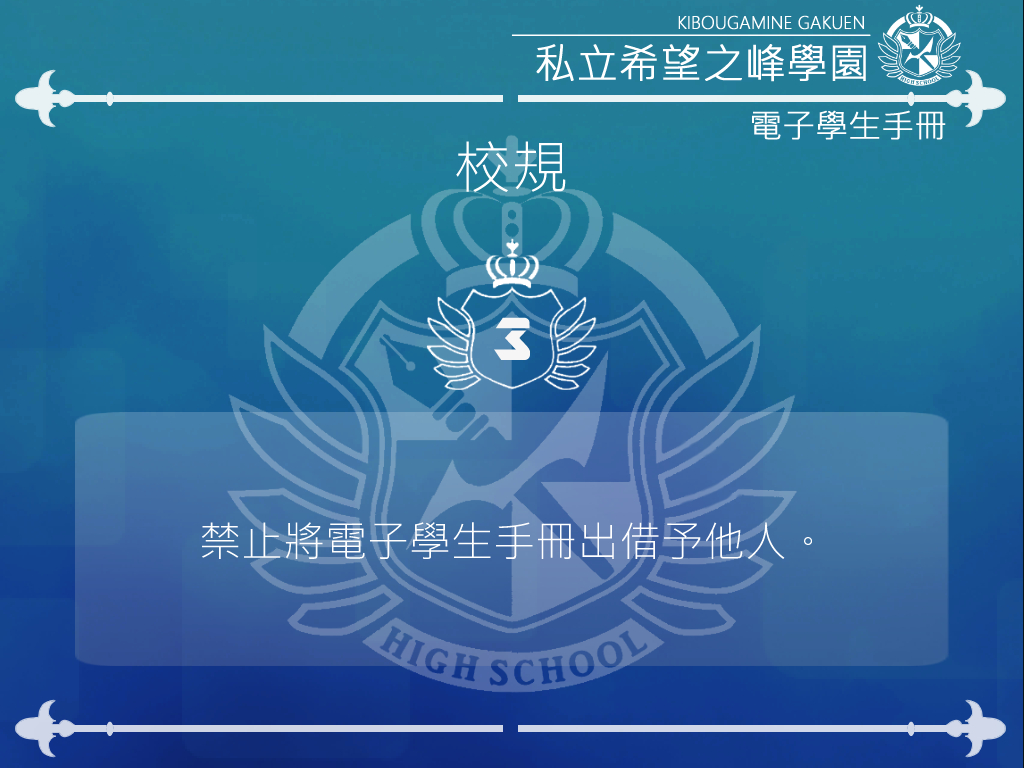 KIBOUGAMINE GAKUEN
私立希望之峰學園
HIGH SCHOOL
電子學生手冊
校規
3
禁止將電子學生手冊出借予他人。
HIGH SCHOOL